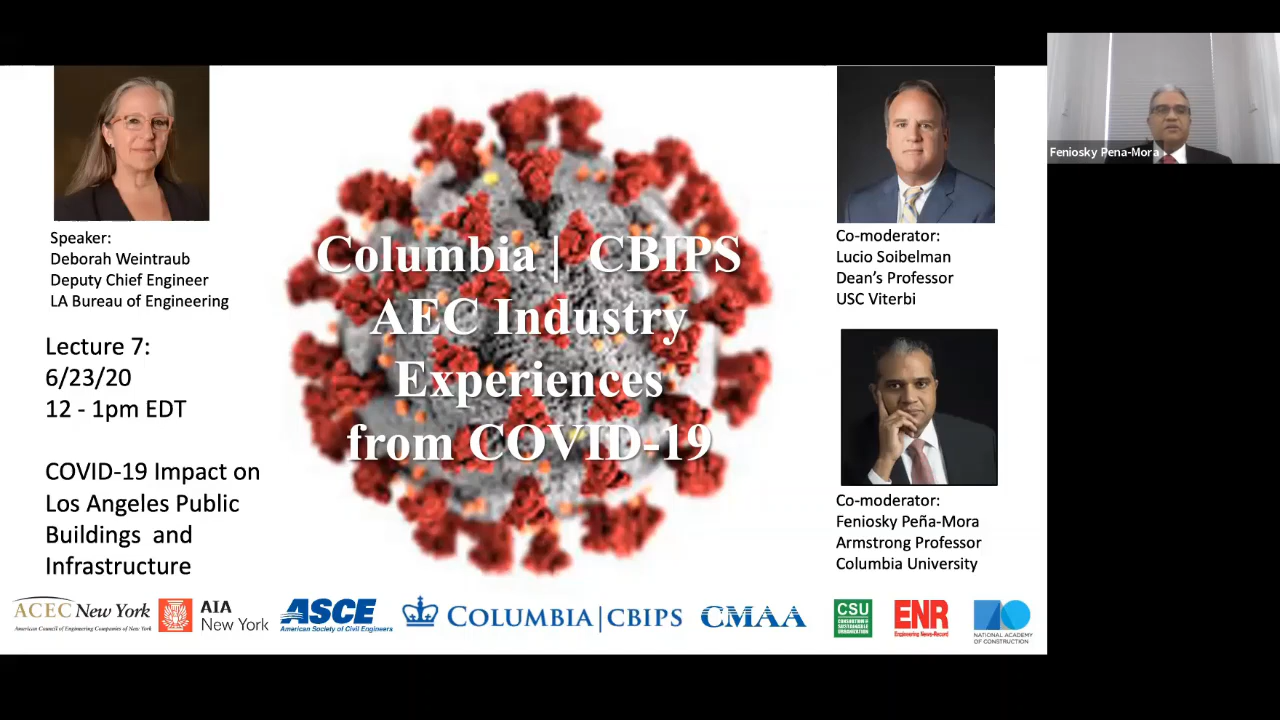 Speaker:
Deborah Weintraub
Deputy Chief Engineer
LA Bureau of Engineering
Lecture 7:
6/23/20
12 - 1pm EDT
COVID-19 Impact on
Los Angeles Public
Buildings and
Infrastructure
Columbia | CBIPS
AEC Industry
Experiences
from COVID-19
Co-moderator:
Lucio Soibelman
Dean's Professor
USC Viterbi
Co-moderator:
Feniosky Peña-Mora
Armstrong Professor
Columbia University
Feniosky Pena-Mora
ACEC New York
American Council of Engineering Companies of New York
AIA
New York
ASCE
American Society of Civil Engineers
COLUMBIA | CBIPS
CMAA
CSU
CONSORTIUM FOR
SUSTAINABLE
URBANIZATION
ENR
Engineering News-Record
NATIONAL ACADEMY
OF CONSTRUCTION